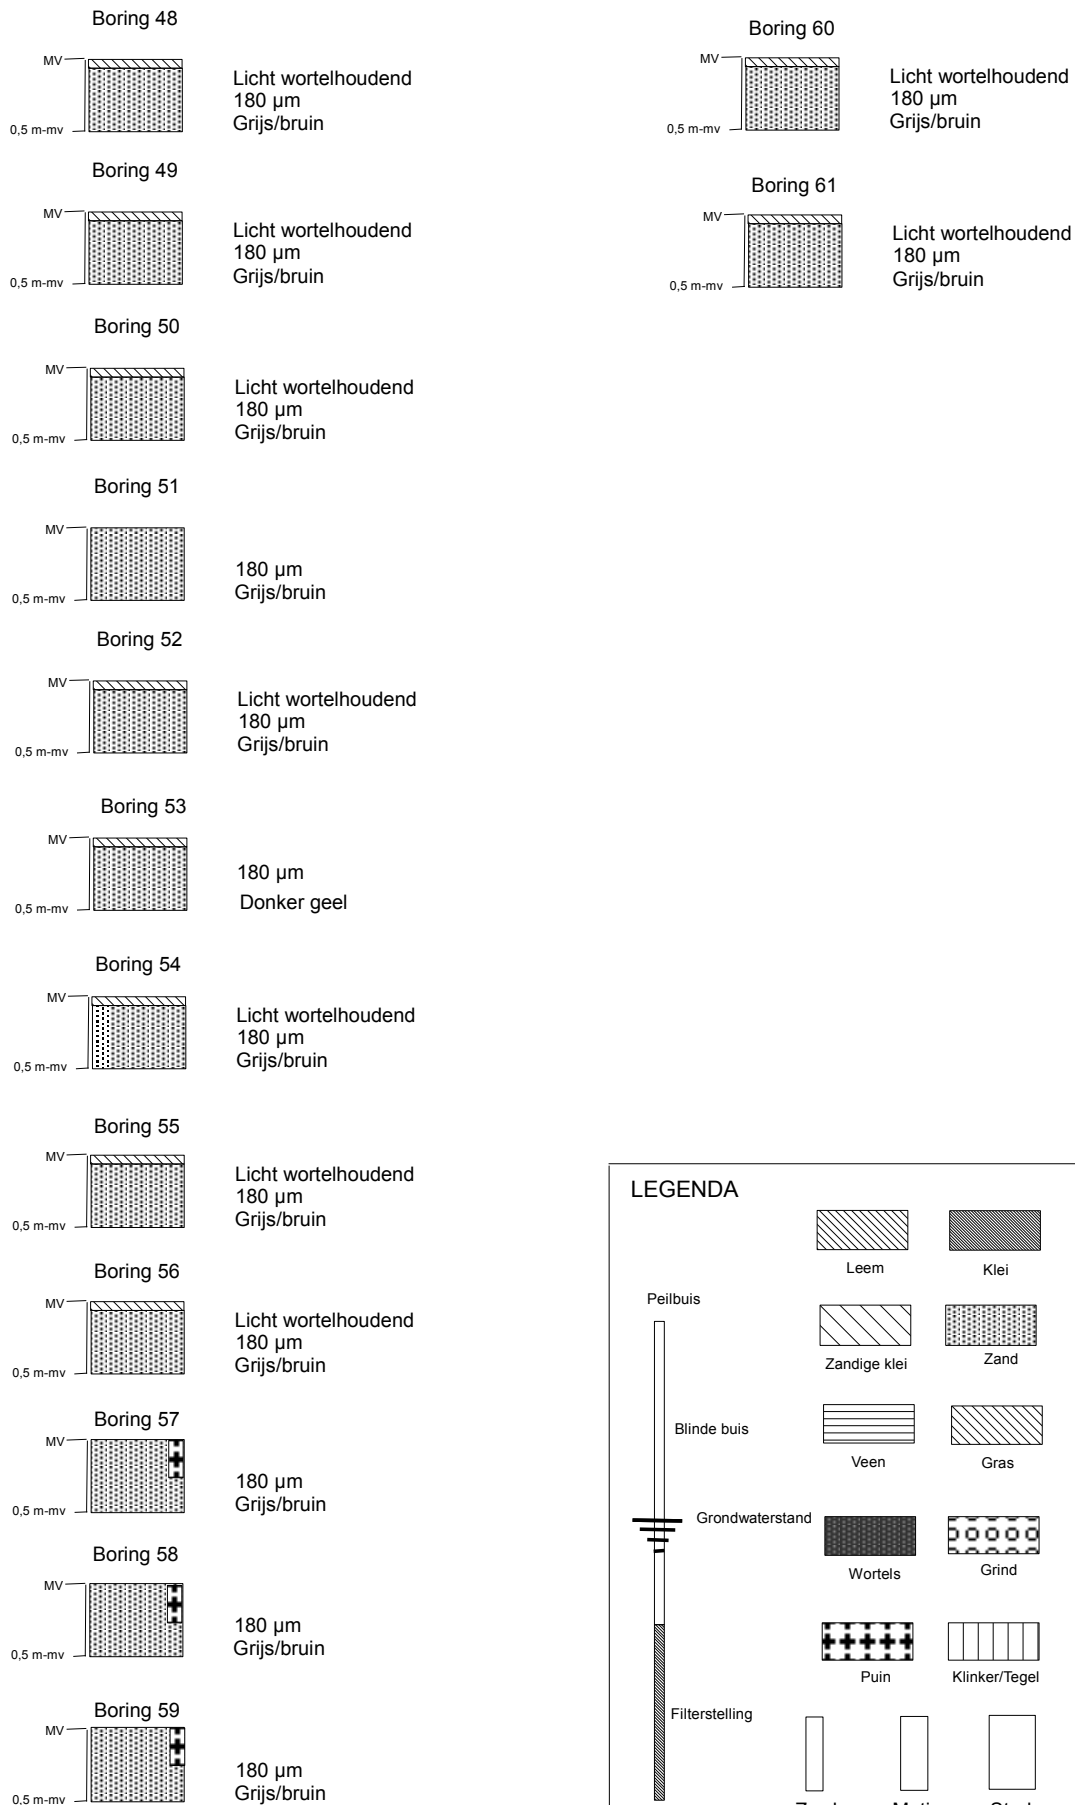 Boring 48
MV
0,5 m-mv
Licht wortelhoudend
180 µm
Grijs/bruin
Boring 49
MV
0,5 m-mv
Licht wortelhoudend
180 µm
Grijs/bruin
Boring 50
MV
0,5 m-mv
Licht wortelhoudend
180 µm
Grijs/bruin
Boring 51
MV
0,5 m-mv
180 µm
Grijs/bruin
Boring 52
MV
0,5 m-mv
Licht wortelhoudend
180 µm
Grijs/bruin
Boring 53
MV
0,5 m-mv
180 µm
Donker geel
Boring 54
MV
0,5 m-mv
Licht wortelhoudend
180 µm
Grijs/bruin
Boring 55
MV
0,5 m-mv
Licht wortelhoudend
180 µm
Grijs/bruin
Boring 56
MV
0,5 m-mv
Licht wortelhoudend
180 µm
Grijs/bruin
Boring 57
MV
0,5 m-mv
180 µm
Grijs/bruin
Boring 58
MV
0,5 m-mv
180 µm
Grijs/bruin
Boring 59
MV
0,5 m-mv
180 µm
Grijs/bruin
Boring 60
MV
0,5 m-mv
Licht wortelhoudend
180 µm
Grijs/bruin
Boring 61
MV
0,5 m-mv
Licht wortelhoudend
180 µm
Grijs/bruin
LEGENDA
Peilbuis
Blinde buis
Grondwaterstand
Filterstelling
Leem
Klei
Zandige klei
Zand
Veen
Gras
Wortels
Grind
Puin
Klinker/Tegel